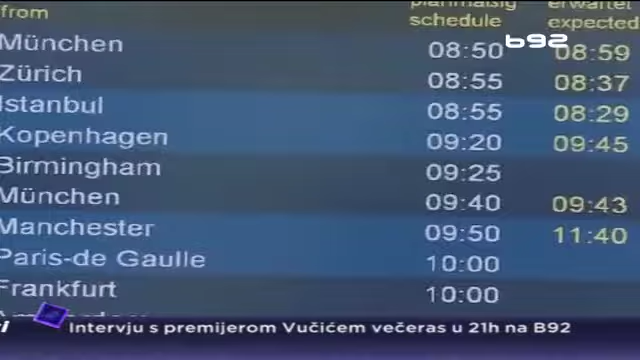 from planmäßig erwartet
schedule expected
b92
München 08:50 08:59
Zürich 08:55 08:37
Istanbul 08:55 08:29
Kopenhagen 09:20 09:45
Birmingham 09:25
München 09:40 09:43
Manchester 09:50 11:40
Paris-de Gaulle 10:00
Frankfurt 10:00
Intervju s premijerom Vučićem večeras u 21h na B92